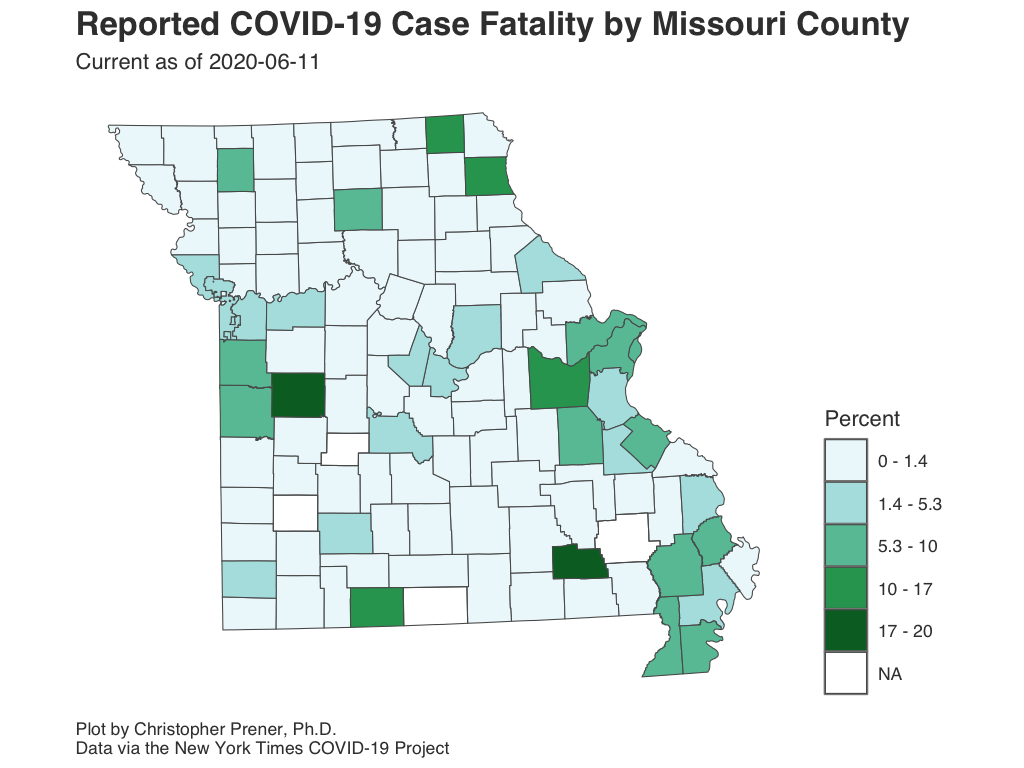 Reported COVID-19 Case Fatality by Missouri County
Current as of 2020-06-11
Percent
0 - 1.4
1.4 - 5.3
5.3 - 10
10 - 17
17 - 20
NA
Plot by Christopher Prener, Ph.D.
Data via the New York Times COVID-19 Project